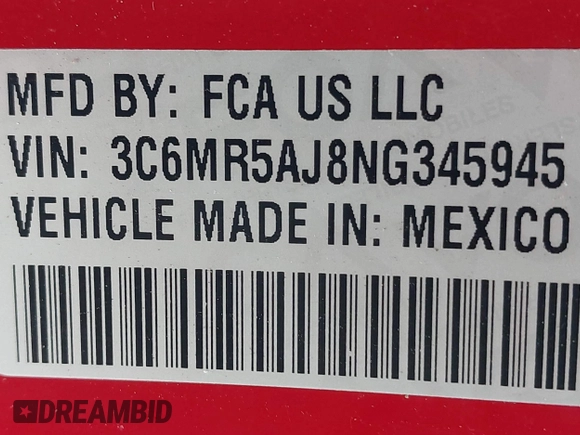 MFD BY: FCA US LLC
VIN: 3C6MR5AJ8NG345945
VEHICLE MADE IN: MEXICO
DREAMBID